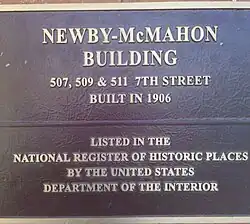 NEWBY-McMAHON
BUILDING
507, 509 & 511 7TH STREET
BUILT IN 1906
LISTED IN THE
NATIONAL REGISTER OF HISTORIC PLACES
BY THE UNITED STATES
DEPARTMENT OF THE INTERIOR